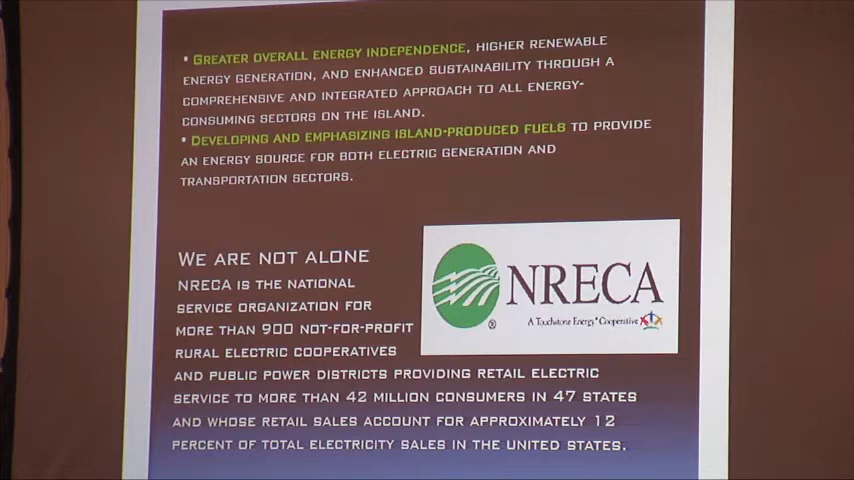 • Greater overall energy independence, higher renewable
energy generation, and enhanced sustainability through a
comprehensive and integrated approach to all energy-
consuming sectors on the island.
• Developing and emphasizing island-produced fuels to provide
an energy source for both electric generation and
transportation sectors.
We are not alone
NRECA is the national
service organization for
more than 900 not-for-profit
rural electric cooperatives
and public power districts providing retail electric
service to more than 42 million consumers in 47 states
and whose retail sales account for approximately 12
percent of total electricity sales in the United States.
NRECA
®
A Touchstone Energy® Cooperative